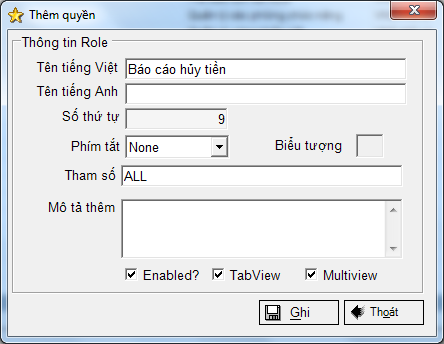 Thêm quyền
Thông tin Role
Tên tiếng Việt Báo cáo hủy tiền
Tên tiếng Anh
Số thứ tự 9
Phím tắt None Biểu tượng
Tham số ALL
Mô tả thêm
Enabled? TabView Multiview
Ghi Thoát